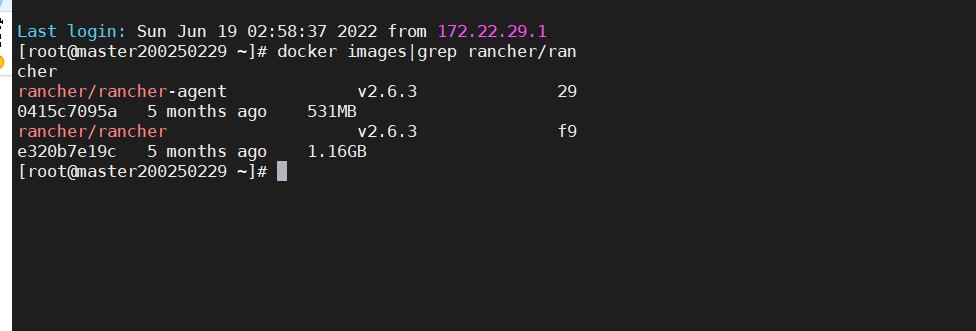 Last login: Sun Jun 19 02:58:37 2022 from 172.22.29.1
[root@master200250229 ~]# docker images|grep rancher/ran
cher
rancher/rancher-agent             v2.6.3              29
0415c7095a   5 months ago    531MB
rancher/rancher                   v2.6.3              f9
e320b7e19c   5 months ago    1.16GB
[root@master200250229 ~]#